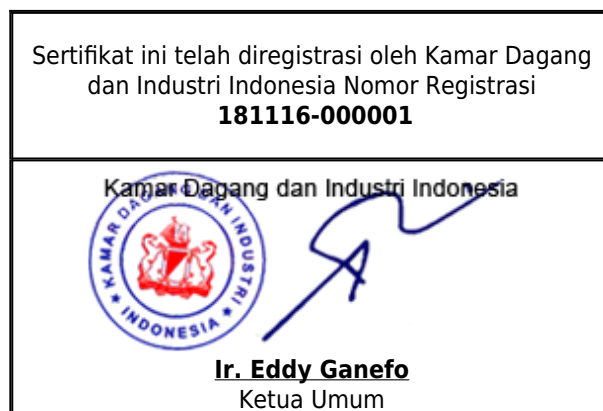 Sertifikat ini telah diregistrasi oleh Kamar Dagang
dan Industri Indonesia Nomor Registrasi
181116-000001
Kamar Dagang dan Industri Indonesia
KAMAR DAGANG DAN INDUSTRI
INDONESIA
Ir. Eddy Ganefo
Ketua Umum